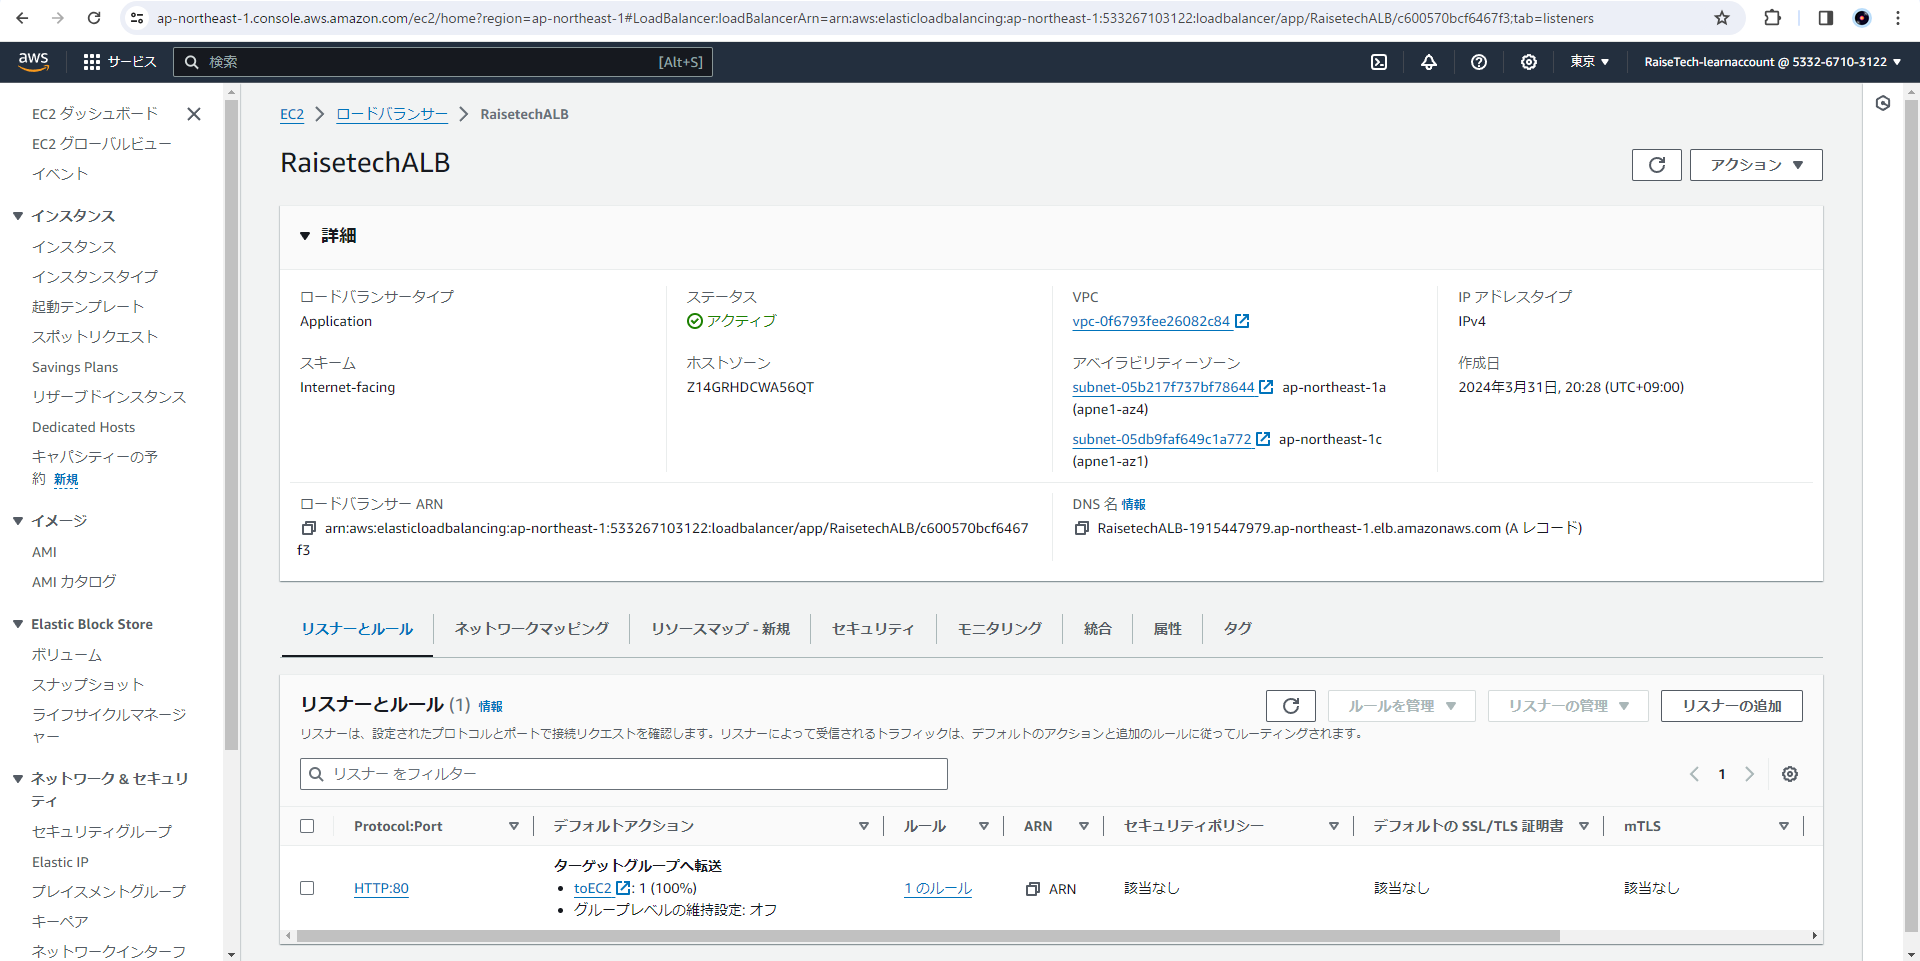 ap-northeast-1.console.aws.amazon.com/ec2/home?region=ap-northeast-1#LoadBalancer:loadBalancerArn=arn:aws:elasticloadbalancing:ap-northeast-1:533267103122:loadbalancer/app/RaisetechALB/c600570bcf6467f3;tab=listeners
aws サービス 検索 [Alt+S] 東京 RaiseTech-learnaccount @ 5332-6710-3122
EC2 ダッシュボード
EC2 グローバルビュー
イベント
インスタンス
インスタンス
インスタンスタイプ
起動テンプレート
スポットリクエスト
Savings Plans
リザーブドインスタンス
Dedicated Hosts
キャパシティーの予
約 新規
イメージ
AMI
AMI カタログ
Elastic Block Store
ボリューム
スナップショット
ライフサイクルマネージ
ャー
ネットワーク & セキュリ
ティ
セキュリティグループ
Elastic IP
プレイスメントグループ
キーペア
ネットワークインターフ
EC2 ロードバランサー RaisetechALB
RaisetechALB
アクション
詳細
ロードバランサータイプ
Application
ステータス
アクティブ
VPC
vpc-0f6793fee26082c84
IP アドレスタイプ
IPv4
スキーム
Internet-facing
ホストゾーン
Z14GRHDCWA56QT
アベイラビリティーゾーン
subnet-05b217f737bf78644 ap-northeast-1a
(apne1-az4)
subnet-05db9faf649c1a772 ap-northeast-1c
(apne1-az1)
作成日
2024年3月31日, 20:28 (UTC+09:00)
ロードバランサー ARN
arn:aws:elasticloadbalancing:ap-northeast-1:533267103122:loadbalancer/app/RaisetechALB/c600570bcf6467
f3
DNS 名 情報
RaisetechALB-1915447979.ap-northeast-1.elb.amazonaws.com (A レコード)
リスナーとルール ネットワークマッピング リソースマップ - 新規 セキュリティ モニタリング 統合 属性 タグ
リスナーとルール (1) 情報
ルールを管理 リスナーの管理 リスナーの追加
リスナーは、設定されたプロトコルとポートで接続リクエストを確認します。リスナーによって受信されるトラフィックは、デフォルトのアクションと追加のルールに従ってルーティングされます。
リスナー をフィルター
1
Protocol:Port デフォルトアクション ルール ARN セキュリティポリシー デフォルトの SSL/TLS 証明書 mTLS
ターゲットグループへ転送
HTTP:80 • toEC2 : 1 (100%) 1 のルール ARN 該当なし 該当なし 該当なし
• グループレベルの維持設定: オフ